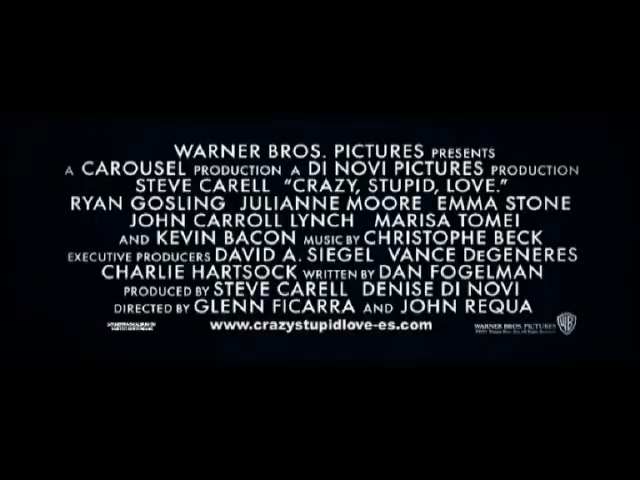 WARNER BROS. PICTURES PRESENTS
A CAROUSEL PRODUCTION A DI NOVI PICTURES PRODUCTION
STEVE CARELL "CRAZY, STUPID, LOVE."
RYAN GOSLING JULIANNE MOORE EMMA STONE
JOHN CARROLL LYNCH MARISA TOMEI
AND KEVIN BACON MUSIC BY CHRISTOPHE BECK
EXECUTIVE PRODUCERS DAVID A. SIEGEL VANCE DeGENERES
CHARLIE HARTSOCK WRITTEN BY DAN FOGELMAN
PRODUCED BY STEVE CARELL DENISE DI NOVI
DIRECTED BY GLENN FICARRA AND JOHN REQUA
www.crazystupidlove-es.com
WARNER BROS. PICTURES
WB